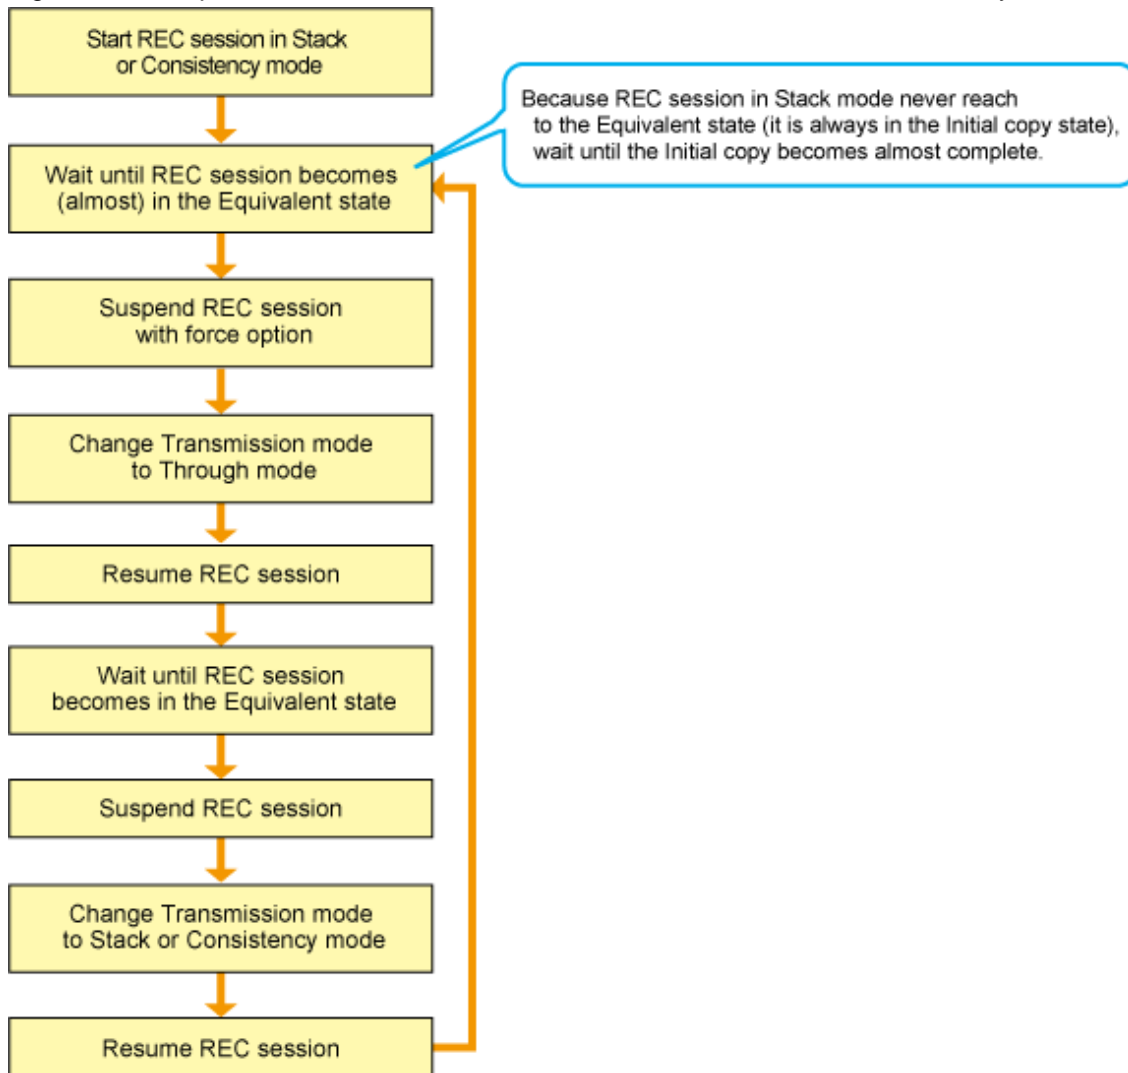 Start REC session in Stack
or Consistency mode
Because REC session in Stack mode never reach
to the Equivalent state (it is always in the Initial copy state),
wait until the Initial copy becomes almost complete.
Wait until REC session becomes
(almost) in the Equivalent state
Suspend REC session
with force option
Change Transmission mode
to Through mode
Resume REC session
Wait until REC session
becomes in the Equivalent state
Suspend REC session
Change Transmission mode
to Stack or Consistency mode
Resume REC session